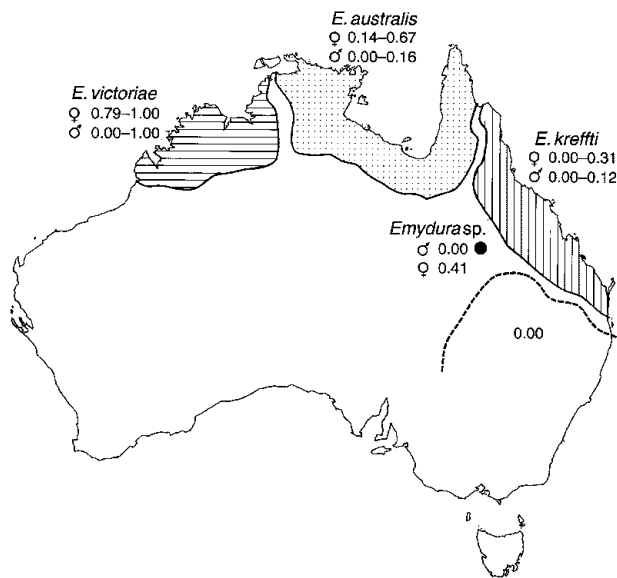 E. australis
♀ 0.14–0.67
♂ 0.00–0.16
E. victoriae
♀ 0.79–1.00
♂ 0.00–1.00
E. kreffti
♀ 0.00–0.31
♂ 0.00–0.12
Emydura sp.
♂ 0.00
♀ 0.41
0.00